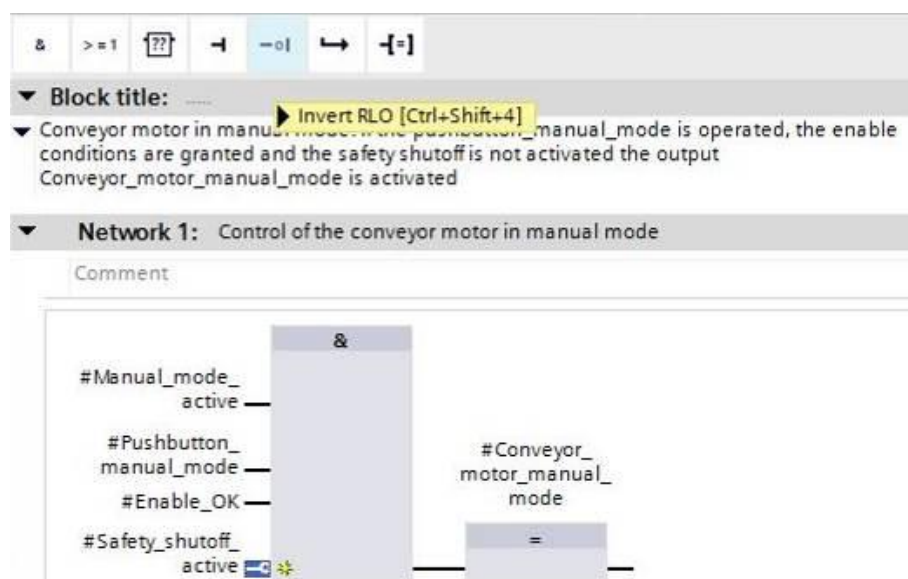 & >=1 ?? ⊣ —o| ↦ -[=]
Block title: .....
Invert RLO [Ctrl+Shift+4]
Conveyor motor in manual_mode is operated, the enable
conditions are granted and the safety shutoff is not activated the output
Conveyor_motor_manual_mode is activated
Network 1: Control of the conveyor motor in manual mode
Comment
&
#Manual_mode_
active
#Pushbutton_
manual_mode
#Enable_OK
#Safety_shutoff_
active
#Conveyor_
motor_manual_
mode
=